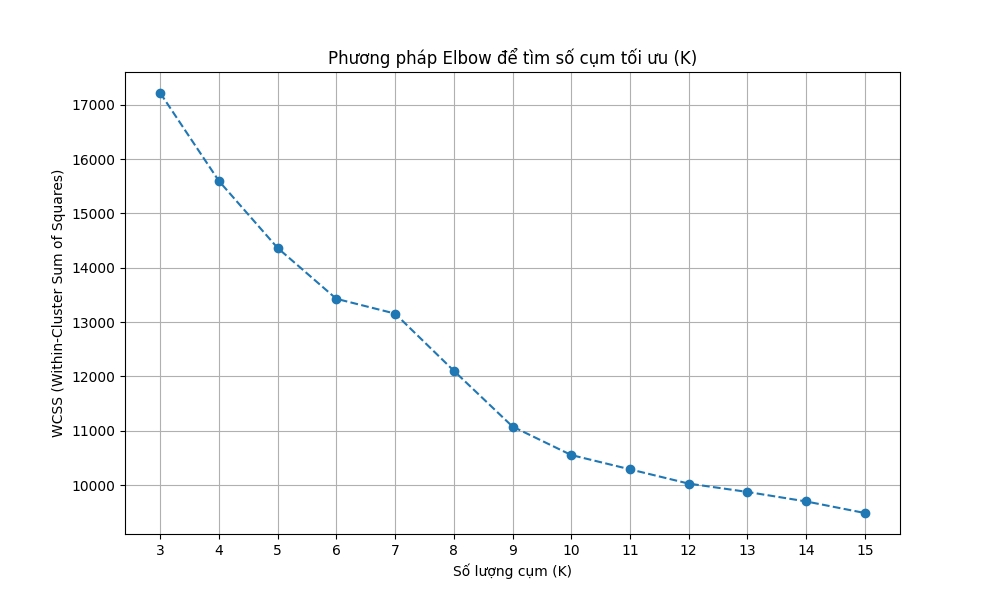 Phương pháp Elbow để tìm số cụm tối ưu (K)
WCSS (Within-Cluster Sum of Squares)
17000
16000
15000
14000
13000
12000
11000
10000
3 4 5 6 7 8 9 10 11 12 13 14 15
Số lượng cụm (K)